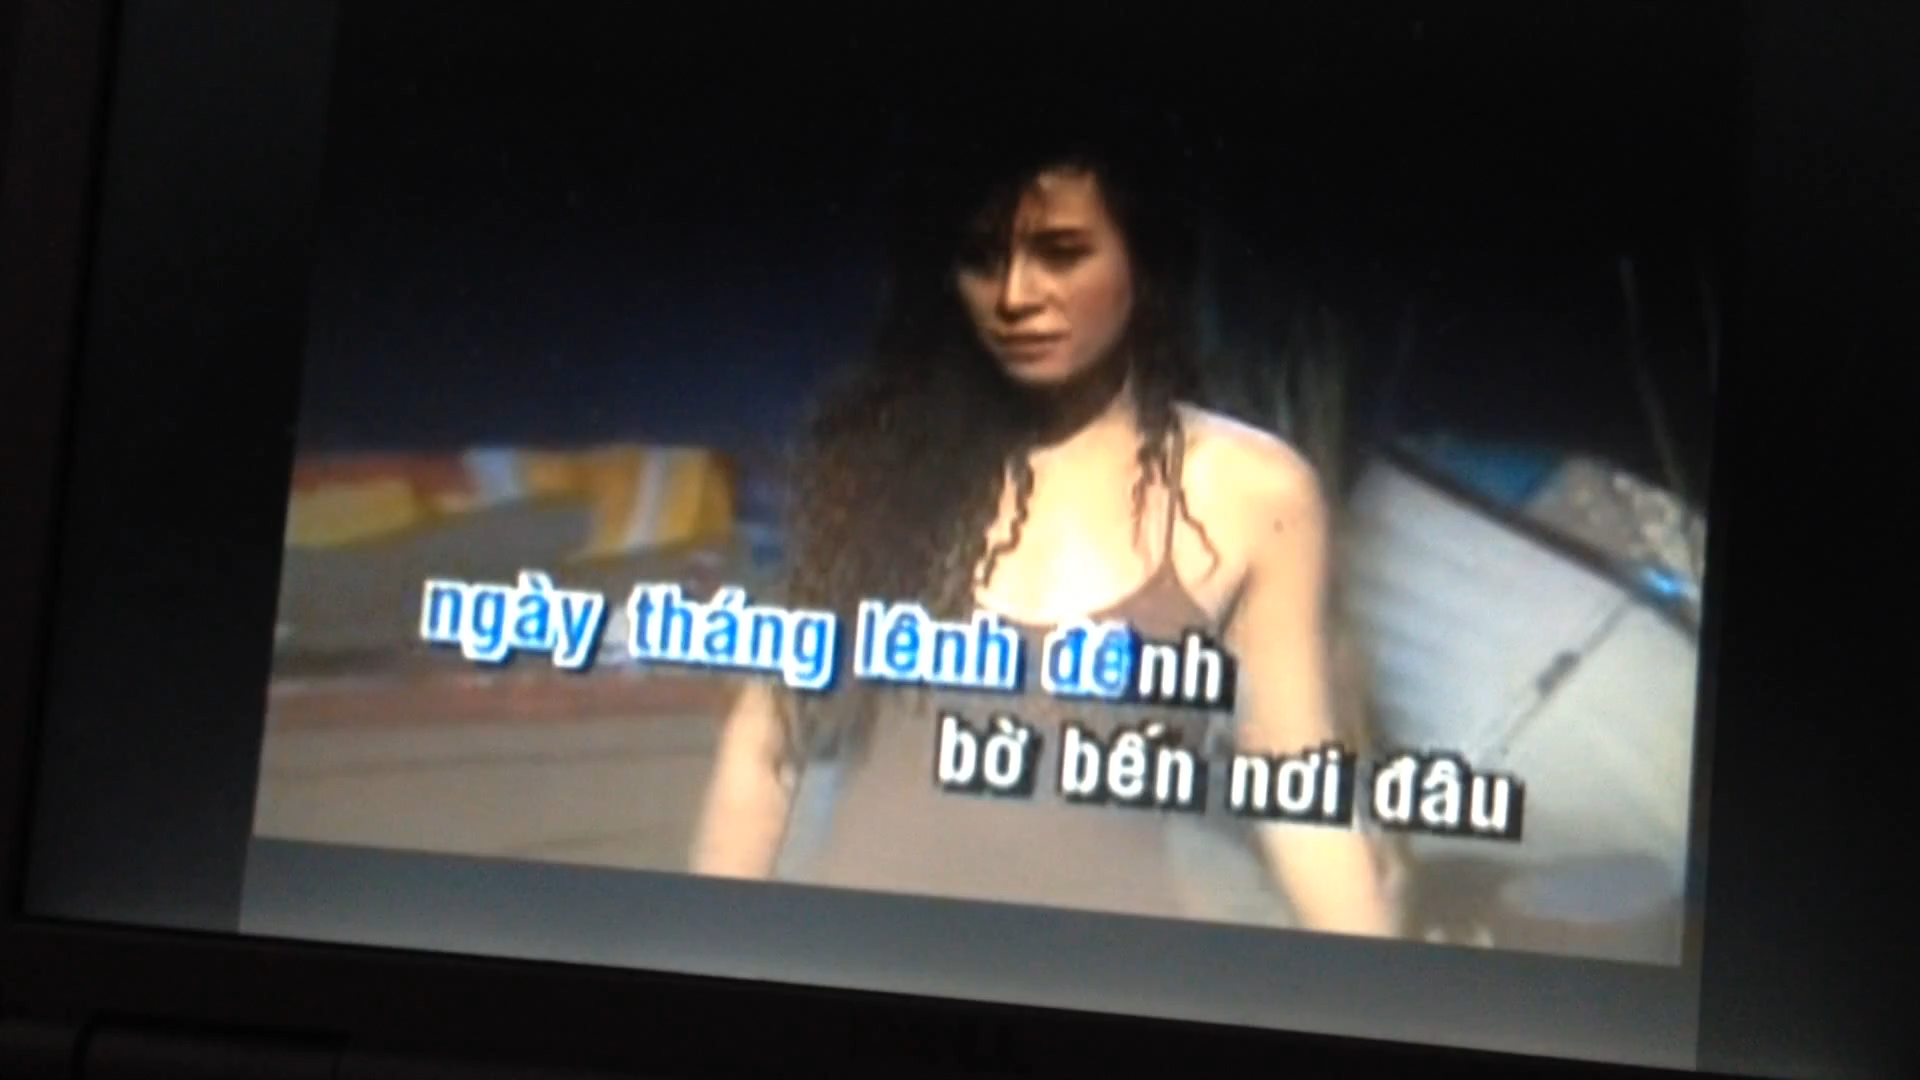 ngày tháng lênh đênh
bờ bến nơi đâu